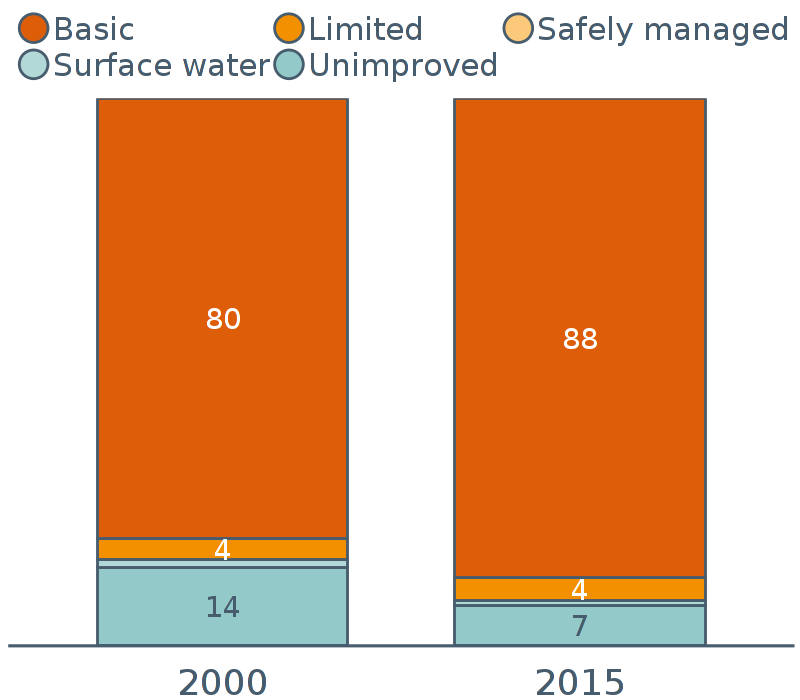 Basic Limited Safely managed
Surface water Unimproved
80 88
4 4
14 7
2000 2015